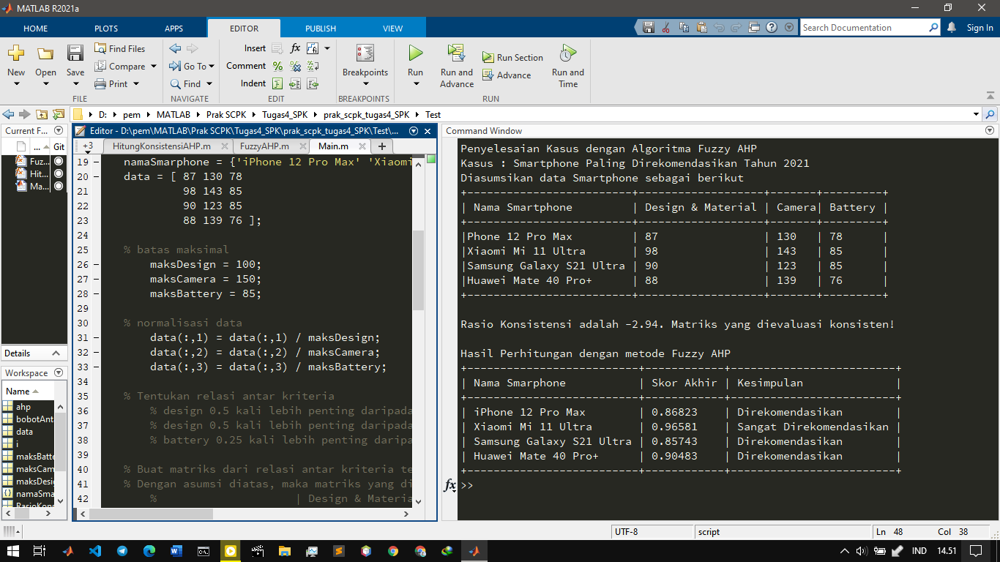 MATLAB R2021a
HOME PLOTS APPS EDITOR PUBLISH VIEW
Search Documentation
Sign In
New Open Save
Find Files
Compare
Print
Go To
Find
Insert
Comment
Indent
Breakpoints
Run
Run and Advance
Run Section
Advance
Run and Time
FILE NAVIGATE EDIT BREAKPOINTS RUN
D: pem MATLAB Prak SCPK Tugas4_SPK prak_scpk_tugas4_SPK Test
Current F...
... Git
Fuz...
Hit...
Ma...
Details
Workspace
Name
ahp
bobotAnt
data
i
maksBatte
maksCam
maksDesi
namaSma
RasioKons
Editor - D:\pem\MATLAB\Prak SCPK\Tugas4_SPK\prak_scpk_tugas4_SPK\Test\...
+3 HitungKonsistensiAHP.m FuzzyAHP.m Main.m +
19 – namaSmarphone = {'iPhone 12 Pro Max' 'Xiaomi
20 – data = [ 87 130 78
21 98 143 85
22 90 123 85
23 88 139 76 ];
24
25 % batas maksimal
26 – maksDesign = 100;
27 – maksCamera = 150;
28 – maksBattery = 85;
29
30 % normalisasi data
31 – data(:,1) = data(:,1) / maksDesign;
32 – data(:,2) = data(:,2) / maksCamera;
33 – data(:,3) = data(:,3) / maksBattery;
34
35 % Tentukan relasi antar kriteria
36 % design 0.5 kali lebih penting daripada
37 % design 0.5 kali lebih penting daripada
38 % battery 0.25 kali lebih penting daripa
39
40 % Buat matriks dari relasi antar kriteria te
41 % Dengan asumsi diatas, maka matriks yang di
42 % | Design & Materia
Command Window
Penyelesaian Kasus dengan Algoritma Fuzzy AHP
Kasus : Smartphone Paling Direkomendasikan Tahun 2021
Diasumsikan data Smartphone sebagai berikut
+--------------------------+-------------------+-------+---------+
| Nama Smartphone | Design & Material | Camera| Battery |
+--------------------------+-------------------+-------+---------+
|Phone 12 Pro Max | 87 | 130 | 78 |
|Xiaomi Mi 11 Ultra | 98 | 143 | 85 |
|Samsung Galaxy S21 Ultra | 90 | 123 | 85 |
|Huawei Mate 40 Pro+ | 88 | 139 | 76 |
+--------------------------+-------------------+-------+---------+
Rasio Konsistensi adalah -2.94. Matriks yang dievaluasi konsisten!
Hasil Perhitungan dengan metode Fuzzy AHP
+--------------------------+------------+-------------------------+
| Nama Smarphone | Skor Akhir | Kesimpulan |
+--------------------------+------------+-------------------------+
| iPhone 12 Pro Max | 0.86823 | Direkomendasikan |
| Xiaomi Mi 11 Ultra | 0.96581 | Sangat Direkomendasikan |
| Samsung Galaxy S21 Ultra | 0.85743 | Direkomendasikan |
| Huawei Mate 40 Pro+ | 0.90483 | Direkomendasikan |
+--------------------------+------------+-------------------------+
fx >>
UTF-8 script Ln 48 Col 38
IND 14.51